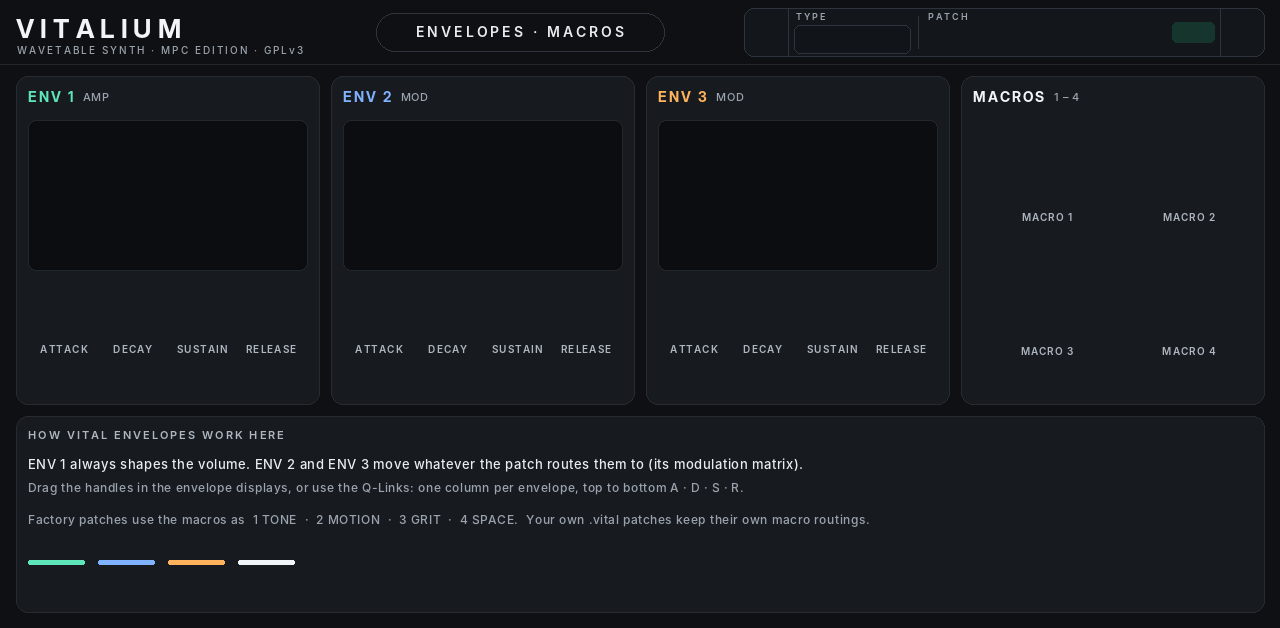 VITALIUM
WAVETABLE SYNTH · MPC EDITION · GPLv3
ENVELOPES · MACROS
TYPE
PATCH
ENV 1 AMP
ENV 2 MOD
ENV 3 MOD
MACROS 1 – 4
MACRO 1 MACRO 2
ATTACK DECAY SUSTAIN RELEASE
ATTACK DECAY SUSTAIN RELEASE
ATTACK DECAY SUSTAIN RELEASE
MACRO 3 MACRO 4
HOW VITAL ENVELOPES WORK HERE
ENV 1 always shapes the volume. ENV 2 and ENV 3 move whatever the patch routes them to (its modulation matrix).
Drag the handles in the envelope displays, or use the Q-Links: one column per envelope, top to bottom A · D · S · R.
Factory patches use the macros as 1 TONE · 2 MOTION · 3 GRIT · 4 SPACE. Your own .vital patches keep their own macro routings.